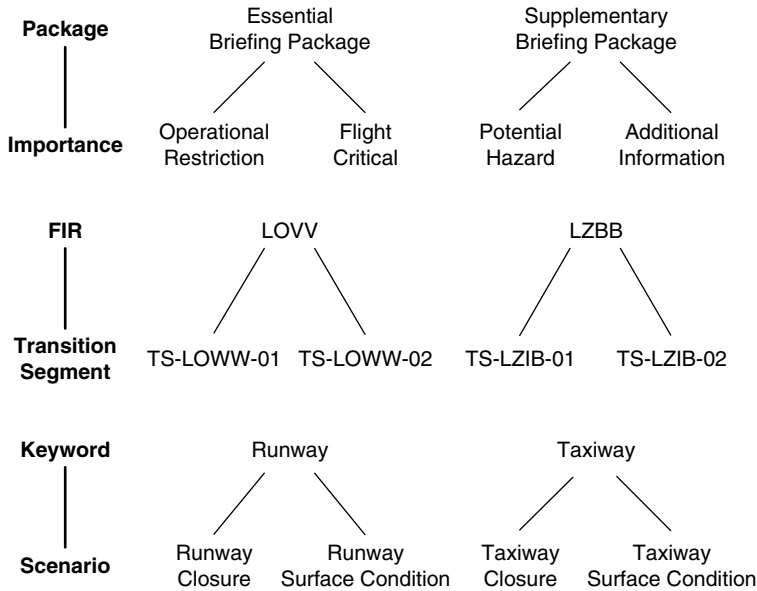 Package
Essential
Briefing Package
Supplementary
Briefing Package
Importance
Operational
Restriction
Flight
Critical
Potential
Hazard
Additional
Information
FIR
LOVV
LZBB
Transition
Segment
TS-LOWW-01
TS-LOWW-02
TS-LZIB-01
TS-LZIB-02
Keyword
Runway
Taxiway
Scenario
Runway
Closure
Runway
Surface Condition
Taxiway
Closure
Taxiway
Surface Condition